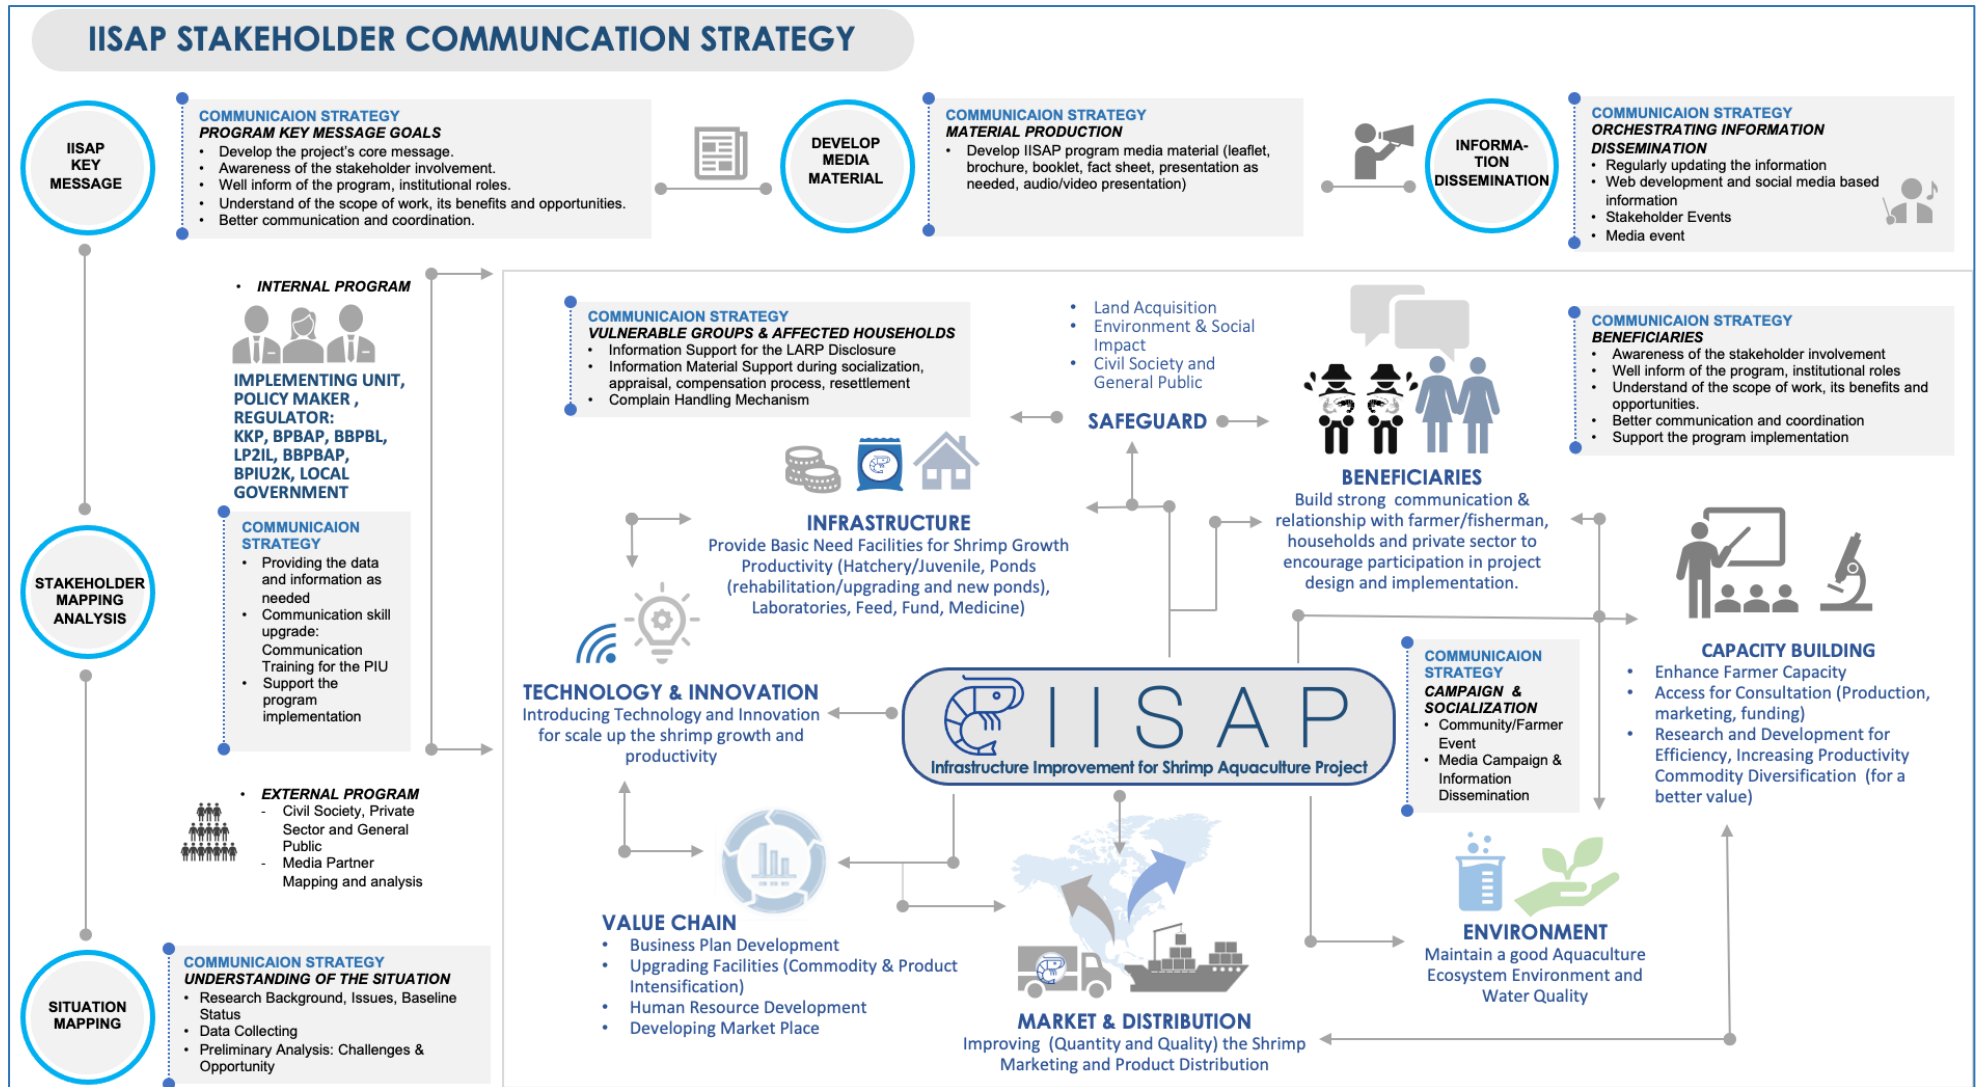 IISAP STAKEHOLDER COMMUNCATION STRATEGY
IISAP
KEY
MESSAGE
COMMUNICAION STRATEGY
PROGRAM KEY MESSAGE GOALS
• Develop the project's core message.
• Awareness of the stakeholder involvement.
• Well inform of the program, institutional roles.
• Understand of the scope of work, its benefits and opportunities.
• Better communication and coordination.
DEVELOP
MEDIA
MATERIAL
COMMUNICAION STRATEGY
MATERIAL PRODUCTION
• Develop IISAP program media material (leaflet,
brochure, booklet, fact sheet, presentation as
needed, audio/video presentation)
INFORMA-
TION
DISSEMINATION
COMMUNICAION STRATEGY
ORCHESTRATING INFORMATION
DISSEMINATION
• Regularly updating the information
• Web development and social media based
information
• Stakeholder Events
• Media event
• INTERNAL PROGRAM
IMPLEMENTING UNIT,
POLICY MAKER ,
REGULATOR:
KKP, BPBAP, BBPBL,
LP2IL, BBPBAP,
BPIU2K, LOCAL
GOVERNMENT
COMMUNICAION
STRATEGY
• Providing the data
and information as
needed
• Communication skill
upgrade:
Communication
Training for the PIU
• Support the
program
implementation
STAKEHOLDER
MAPPING
ANALYSIS
• EXTERNAL PROGRAM
- Civil Society, Private
Sector and General
Public
- Media Partner
Mapping and analysis
SITUATION
MAPPING
COMMUNICAION STRATEGY
UNDERSTANDING OF THE SITUATION
• Research Background, Issues, Baseline
Status
• Data Collecting
• Preliminary Analysis: Challenges &
Opportunity
COMMUNICAION STRATEGY
VULNERABLE GROUPS & AFFECTED HOUSEHOLDS
• Information Support for the LARP Disclosure
• Information Material Support during socialization,
appraisal, compensation process, resettlement
• Complain Handling Mechanism
• Land Acquisition
• Environment & Social
Impact
• Civil Society and
General Public
SAFEGUARD
COMMUNICAION STRATEGY
BENEFICIARIES
• Awareness of the stakeholder involvement
• Well inform of the program, institutional roles
• Understand of the scope of work, its benefits and
opportunities.
• Better communication and coordination
• Support the program implementation
INFRASTRUCTURE
Provide Basic Need Facilities for Shrimp Growth
Productivity (Hatchery/Juvenile, Ponds
(rehabilitation/upgrading and new ponds),
Laboratories, Feed, Fund, Medicine)
BENEFICIARIES
Build strong communication &
relationship with farmer/fisherman,
households and private sector to
encourage participation in project
design and implementation.
TECHNOLOGY & INNOVATION
Introducing Technology and Innovation
for scale up the shrimp growth and
productivity
IISAP
Infrastructure Improvement for Shrimp Aquaculture Project
COMMUNICAION
STRATEGY
CAMPAIGN &
SOCIALIZATION
• Community/Farmer
Event
• Media Campaign &
Information
Dissemination
CAPACITY BUILDING
• Enhance Farmer Capacity
• Access for Consultation (Production,
marketing, funding)
• Research and Development for
Efficiency, Increasing Productivity
Commodity Diversification (for a
better value)
VALUE CHAIN
• Business Plan Development
• Upgrading Facilities (Commodity & Product
Intensification)
• Human Resource Development
• Developing Market Place
MARKET & DISTRIBUTION
Improving (Quantity and Quality) the Shrimp
Marketing and Product Distribution
ENVIRONMENT
Maintain a good Aquaculture
Ecosystem Environment and
Water Quality